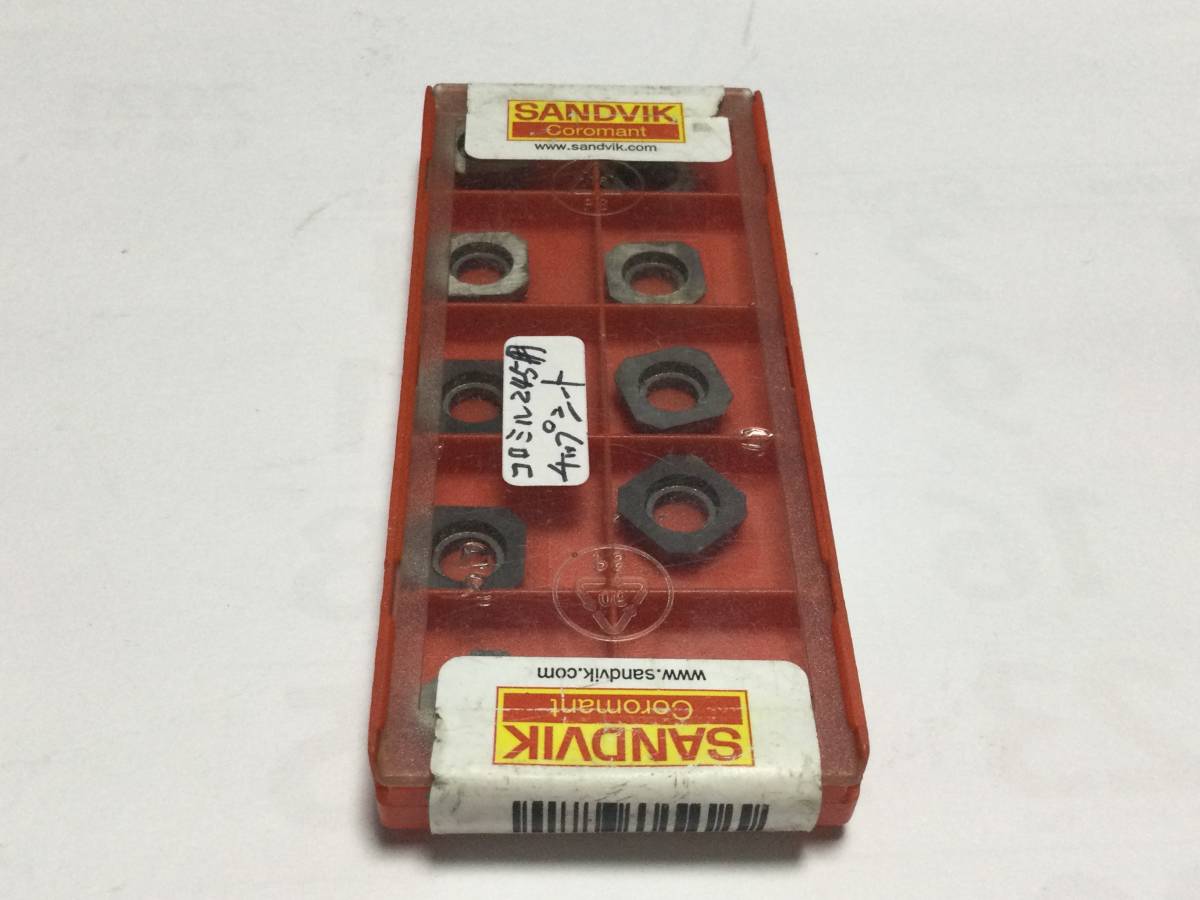 SANDVIK
Coromant
www.sandvik.com
コロミル245用
チップシート
www.sandvik.com
Coromant
SANDVIK